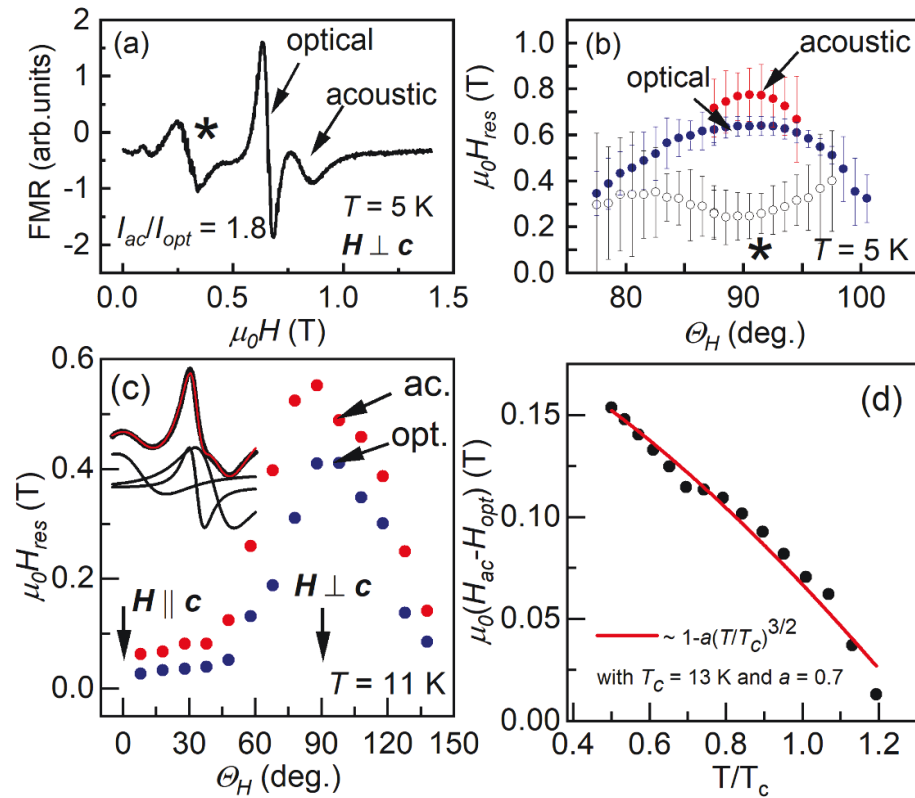 (a)
optical
acoustic
*
I_ac/I_opt = 1.8
T = 5 K
H ⊥ c
FMR (arb.units)
2
1
0
-1
-2
0.0 0.5 1.0 1.5
μ₀H (T)
(b)
acoustic
optical
*
T = 5 K
μ₀H_res (T)
1.0
0.8
0.6
0.4
0.2
0.0
80 90 100
Θ_H (deg.)
(c)
ac.
opt.
H || c
H ⊥ c
T = 11 K
μ₀H_res (T)
0.6
0.4
0.2
0.0
0 30 60 90 120 150
Θ_H (deg.)
(d)
~ 1-a(T/T_c)^3/2
with T_c = 13 K and a = 0.7
μ₀(H_ac-H_opt) (T)
0.15
0.10
0.05
0.00
0.4 0.6 0.8 1.0 1.2
T/T_c